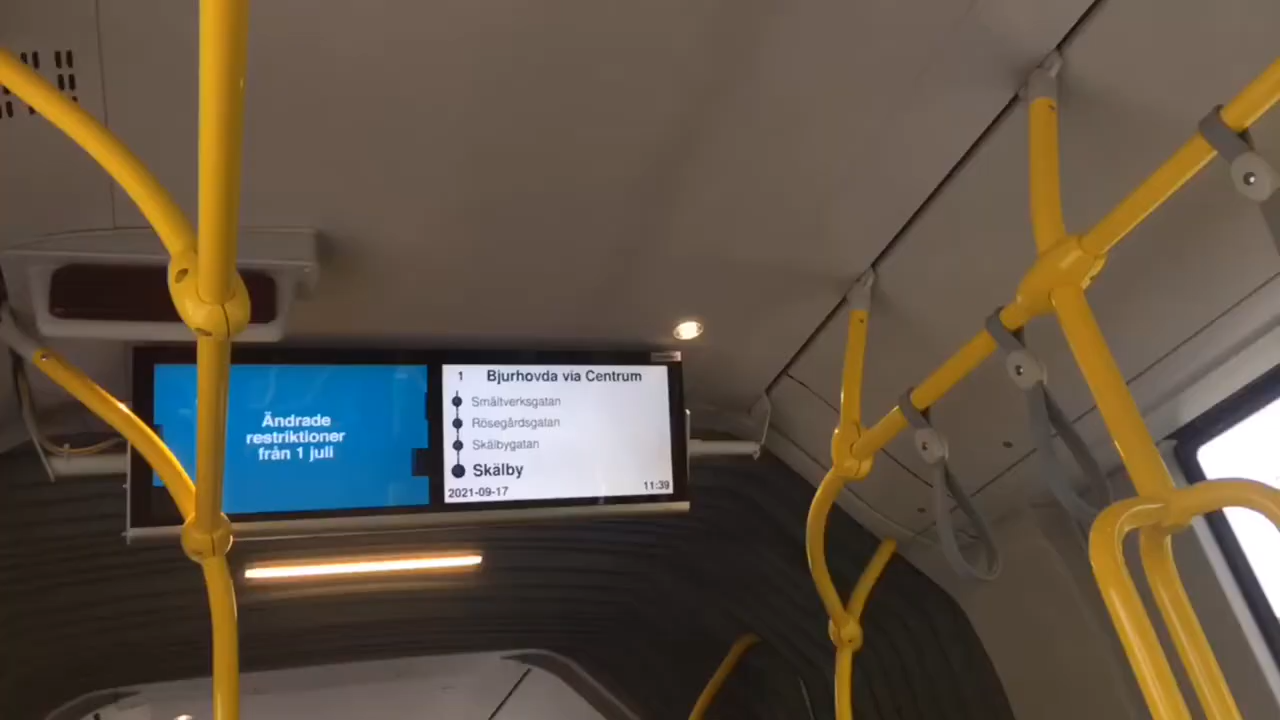 Ändrade
restriktioner
från 1 juli
1 Bjurhovda via Centrum
Smältverksgatan
Rösegårdsgatan
Skälbygatan
Skälby
2021-09-17 11:39